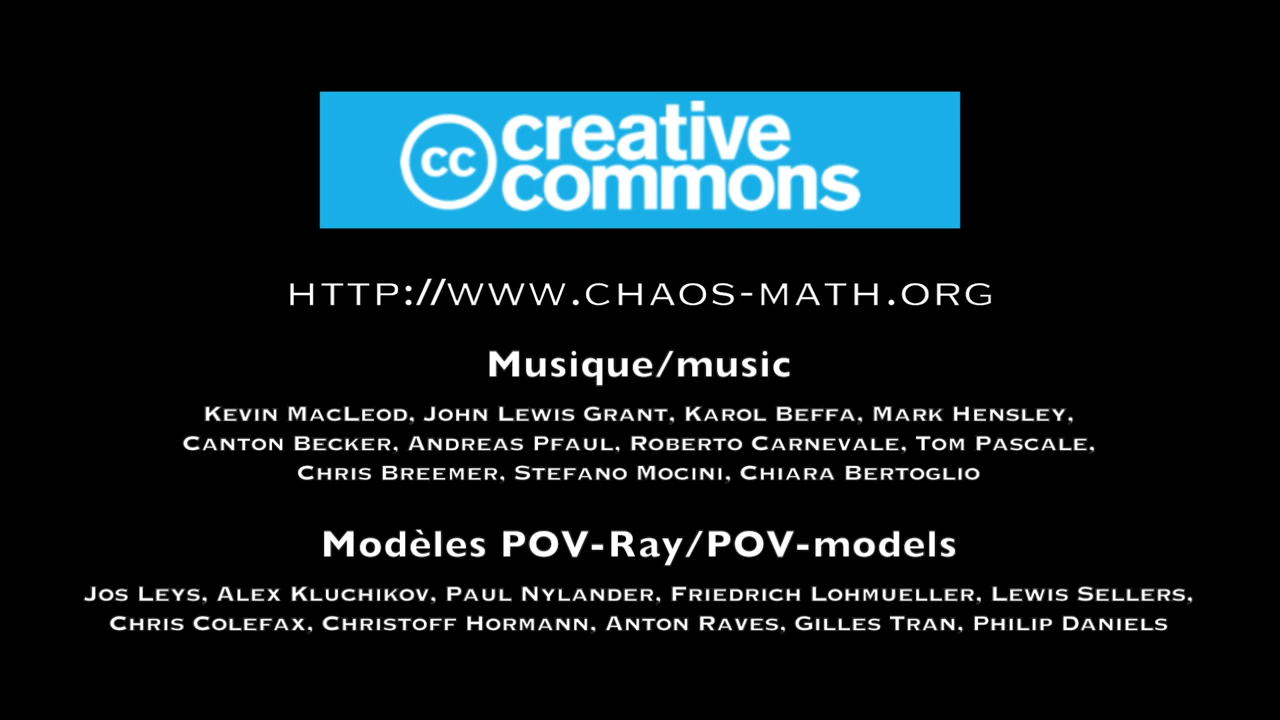 cc creative
commons
HTTP://WWW.CHAOS-MATH.ORG
Musique/music
KEVIN MACLEOD, JOHN LEWIS GRANT, KAROL BEFFA, MARK HENSLEY,
CANTON BECKER, ANDREAS PFAUL, ROBERTO CARNEVALE, TOM PASCALE,
CHRIS BREEMER, STEFANO MOCINI, CHIARA BERTOGLIO
Modèles POV-Ray/POV-models
JOS LEYS, ALEX KLUCHIKOV, PAUL NYLANDER, FRIEDRICH LOHMUELLER, LEWIS SELLERS,
CHRIS COLEFAX, CHRISTOFF HORMANN, ANTON RAVES, GILLES TRAN, PHILIP DANIELS